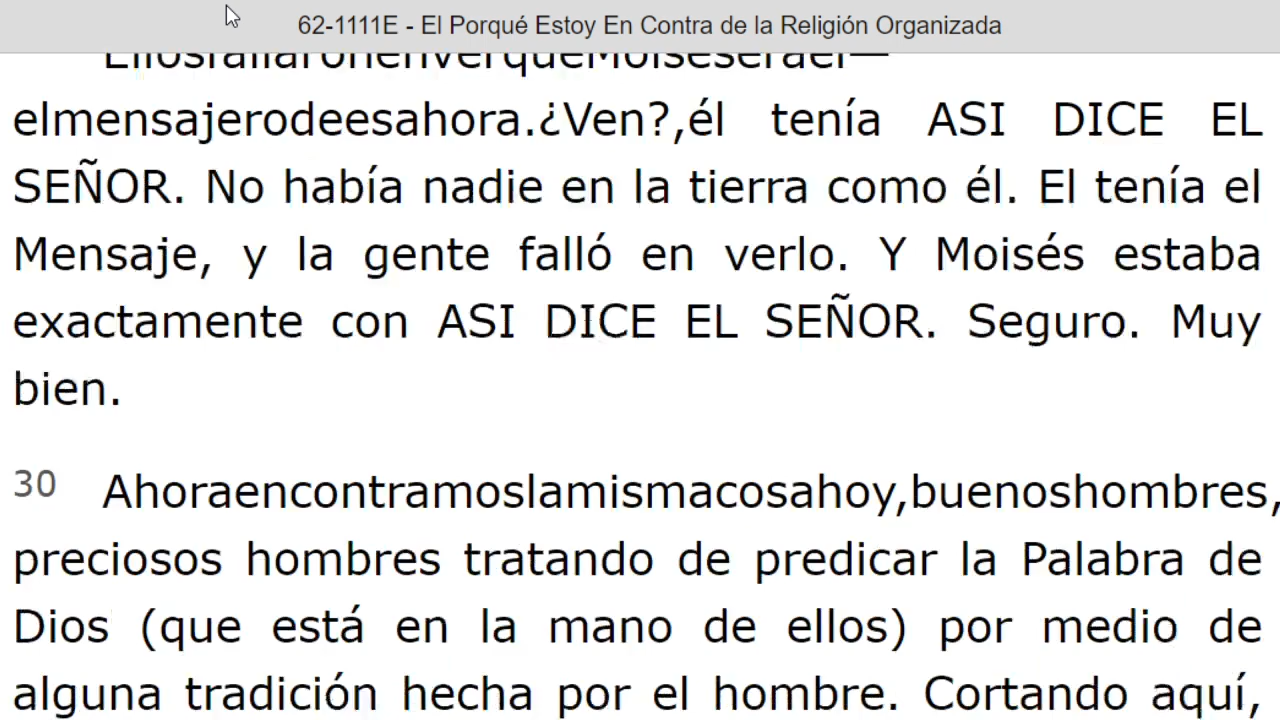 62-1111E - El Porqué Estoy En Contra de la Religión Organizada
EllosfallaronenverqueMoiseseraél—
elmensajerodeesahora.¿Ven?,él tenía ASI DICE EL
SEÑOR. No había nadie en la tierra como él. El tenía el
Mensaje, y la gente falló en verlo. Y Moisés estaba
exactamente con ASI DICE EL SEÑOR. Seguro. Muy
bien.
30 Ahoraencontramoslamismacosahoy,buenoshombres,
preciosos hombres tratando de predicar la Palabra de
Dios (que está en la mano de ellos) por medio de
alguna tradición hecha por el hombre. Cortando aquí,